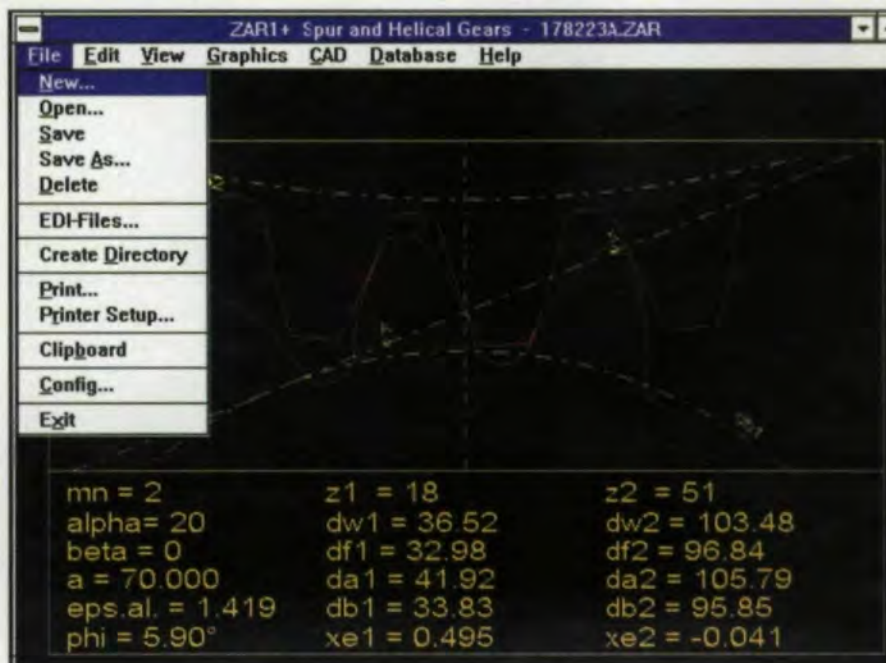 ZAR1+ Spur and Helical Gears - 178223A.ZAR
File Edit View Graphics CAD Database Help
New...
Open...
Save
Save As...
Delete
EDI-Files...
Create Directory
Print...
Printer Setup...
Clipboard
Config...
Exit
mn = 2 z1 = 18 z2 = 51
alpha= 20 dw1 = 36.52 dw2 = 103.48
beta = 0 df1 = 32.98 df2 = 96.84
a = 70.000 da1 = 41.92 da2 = 105.79
eps.al. = 1.419 db1 = 33.83 db2 = 95.85
phi = 5.90° xe1 = 0.495 xe2 = -0.041